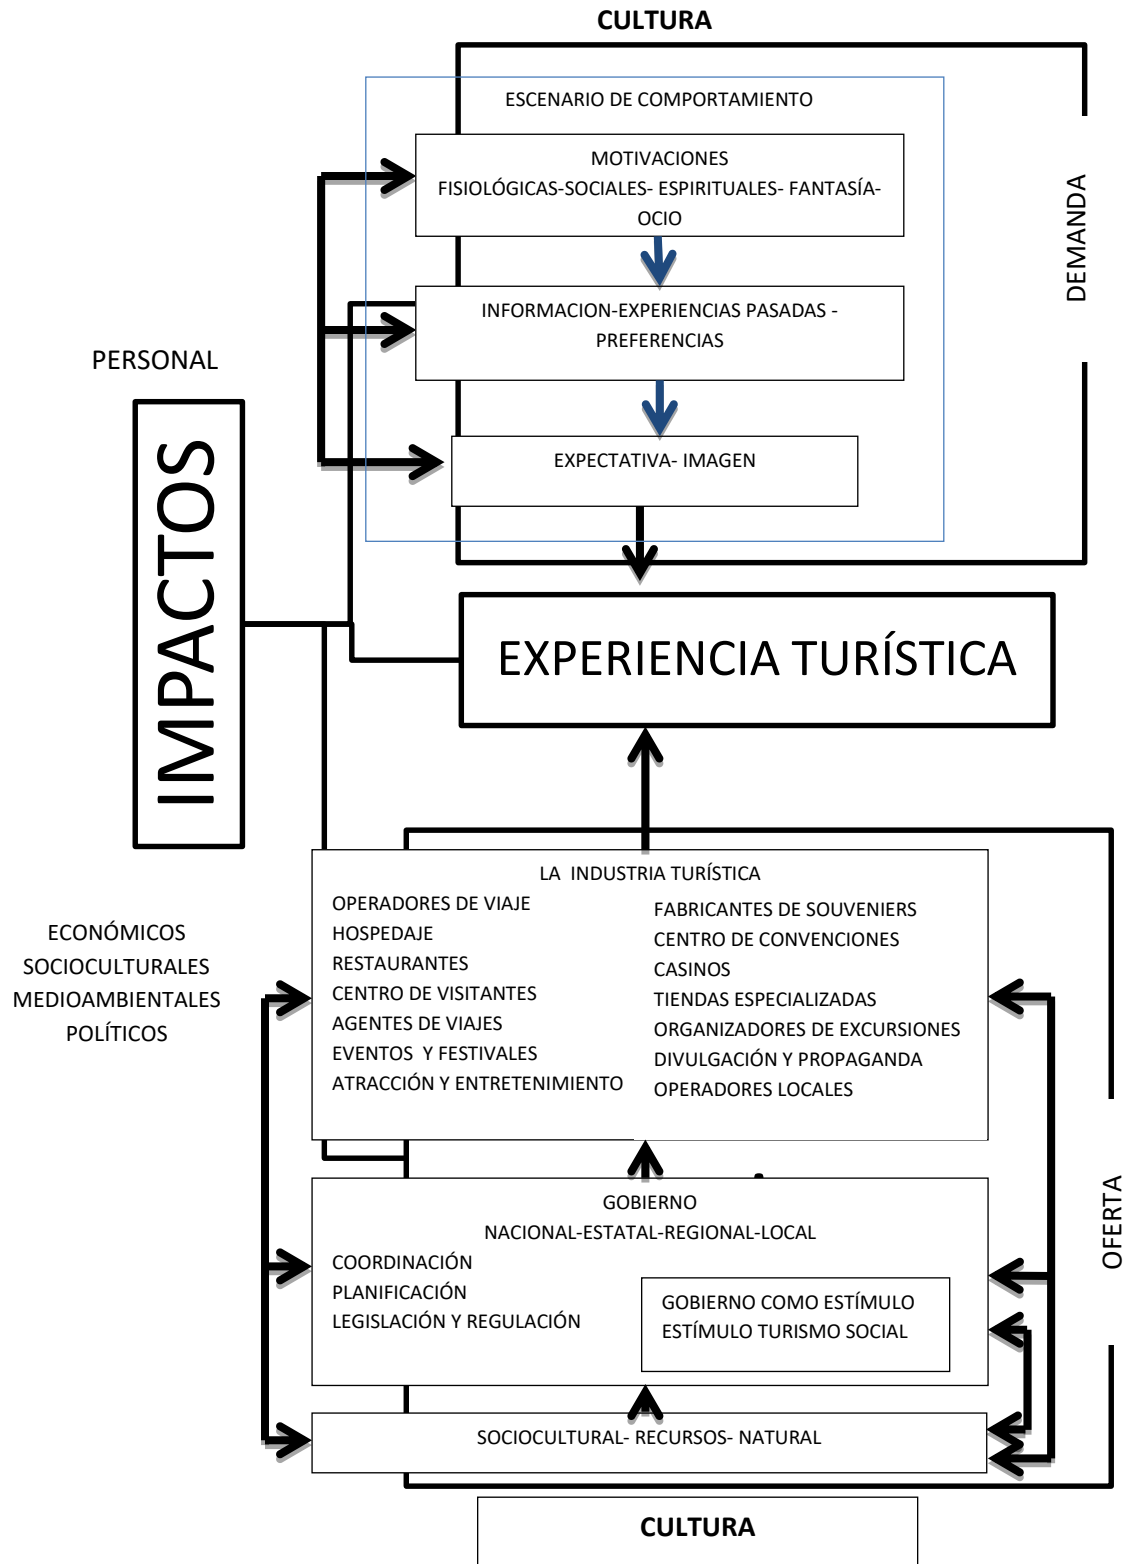 CULTURA
ESCENARIO DE COMPORTAMIENTO
MOTIVACIONES
FISIOLÓGICAS-SOCIALES- ESPIRITUALES- FANTASÍA-
OCIO
DEMANDA
INFORMACION-EXPERIENCIAS PASADAS -
PREFERENCIAS
PERSONAL
EXPECTATIVA- IMAGEN
IMPACTOS
EXPERIENCIA TURÍSTICA
ECONÓMICOS
SOCIOCULTURALES
MEDIOAMBIENTALES
POLÍTICOS
LA INDUSTRIA TURÍSTICA
OPERADORES DE VIAJE
HOSPEDAJE
RESTAURANTES
CENTRO DE VISITANTES
AGENTES DE VIAJES
EVENTOS Y FESTIVALES
ATRACCIÓN Y ENTRETENIMIENTO
FABRICANTES DE SOUVENIERS
CENTRO DE CONVENCIONES
CASINOS
TIENDAS ESPECIALIZADAS
ORGANIZADORES DE EXCURSIONES
DIVULGACIÓN Y PROPAGANDA
OPERADORES LOCALES
OFERTA
GOBIERNO
NACIONAL-ESTATAL-REGIONAL-LOCAL
COORDINACIÓN
PLANIFICACIÓN
LEGISLACIÓN Y REGULACIÓN
GOBIERNO COMO ESTÍMULO
ESTÍMULO TURISMO SOCIAL
SOCIOCULTURAL- RECURSOS- NATURAL
CULTURA